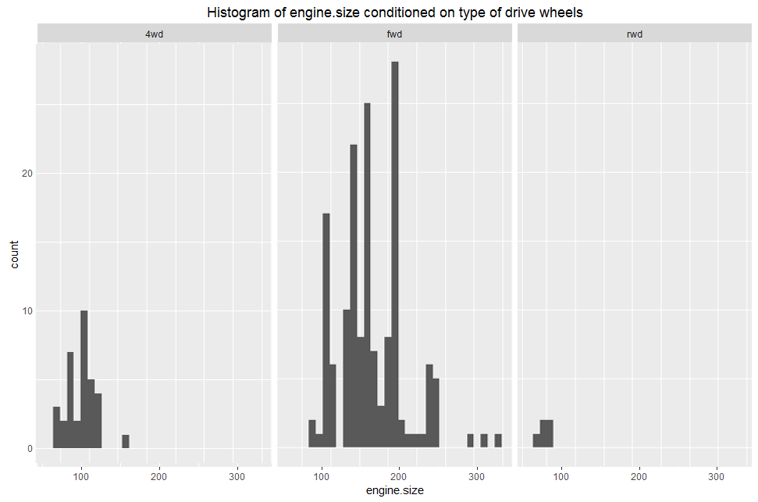 Histogram of engine.size conditioned on type of drive wheels
4wd fwd rwd
20
10
0
count
100 200 300 100 200 300 100 200 300
engine.size